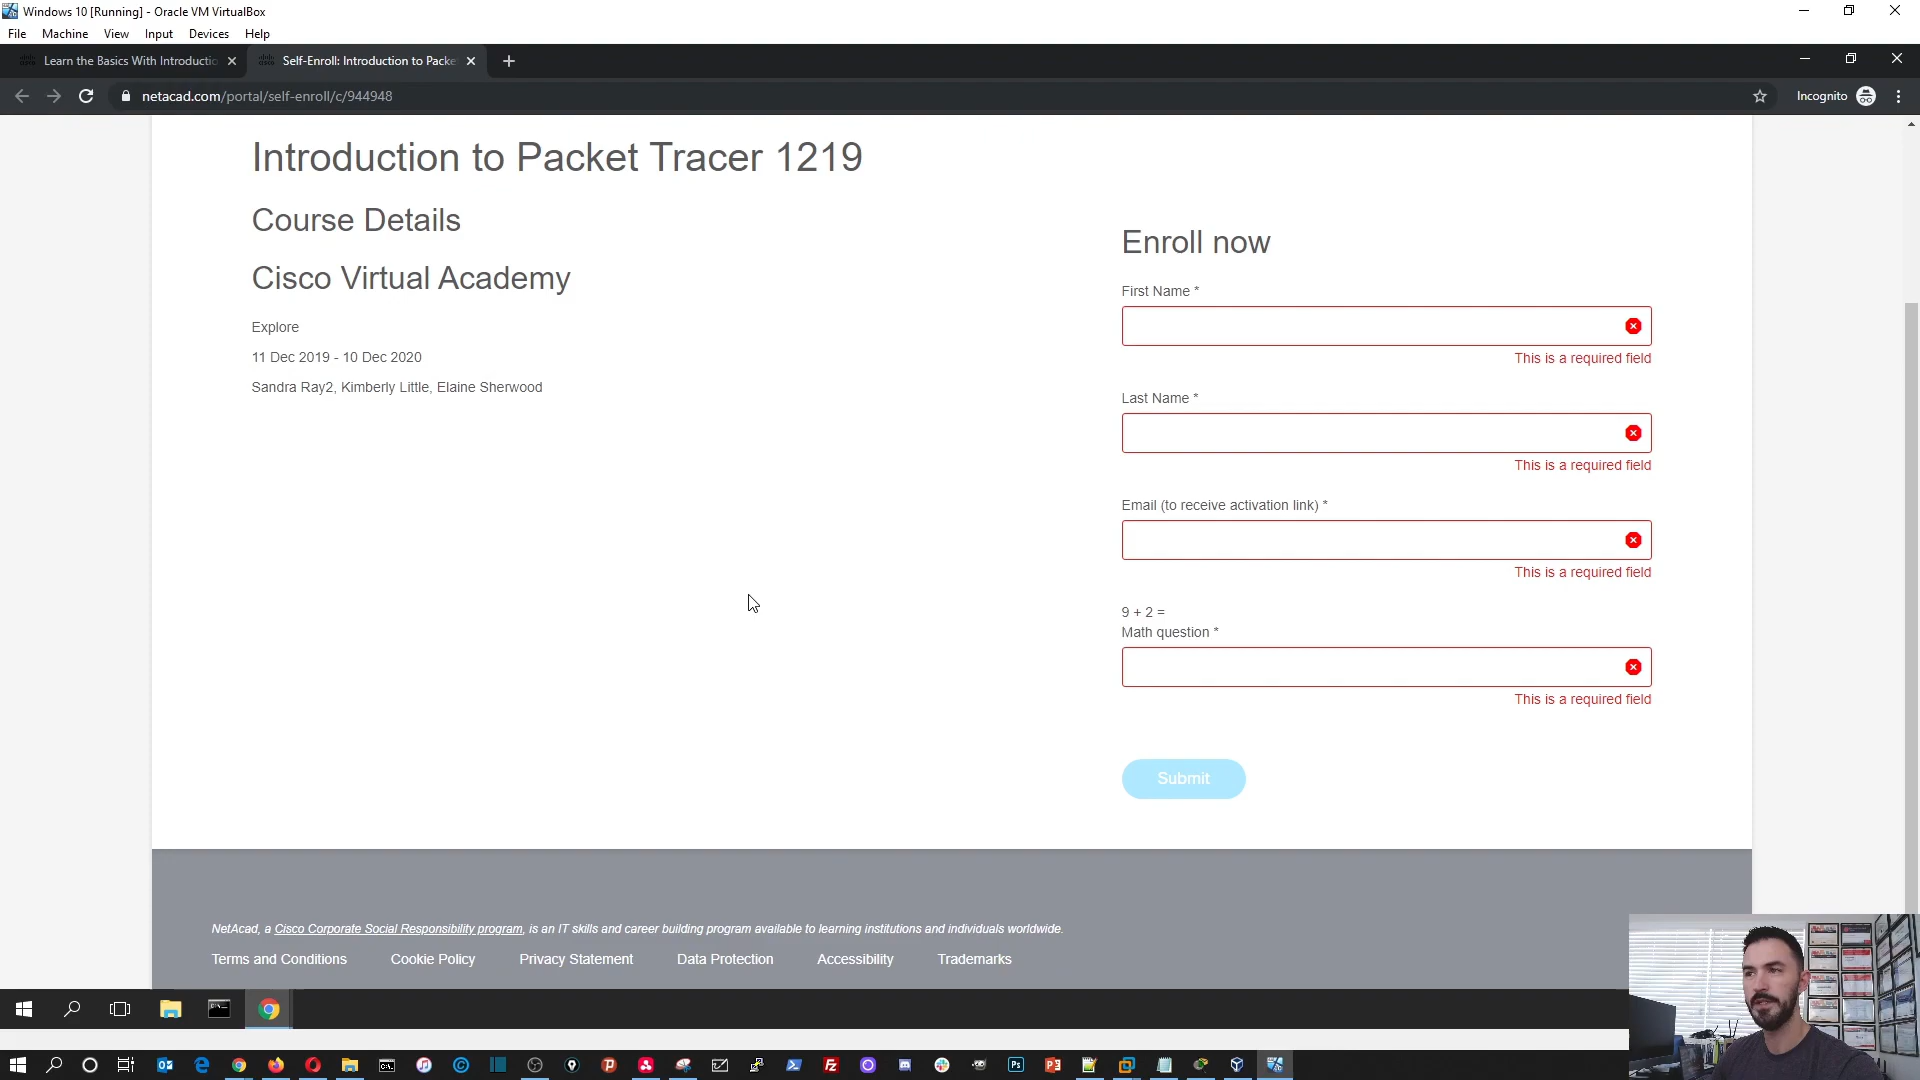 Windows 10 [Running] - Oracle VM VirtualBox
File Machine View Input Devices Help
Learn the Basics With Introductio
Self-Enroll: Introduction to Packe
netacad.com/portal/self-enroll/c/944948
Incognito
Introduction to Packet Tracer 1219
Course Details
Cisco Virtual Academy
Explore
11 Dec 2019 - 10 Dec 2020
Sandra Ray2, Kimberly Little, Elaine Sherwood
Enroll now
First Name *
This is a required field
Last Name *
This is a required field
Email (to receive activation link) *
This is a required field
9 + 2 =
Math question *
This is a required field
Submit
NetAcad, a Cisco Corporate Social Responsibility program, is an IT skills and career building program available to learning institutions and individuals worldwide.
Terms and Conditions Cookie Policy Privacy Statement Data Protection Accessibility Trademarks